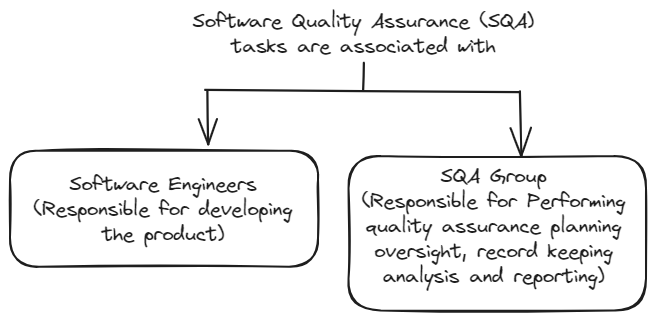 Software Quality Assurance (SQA)
tasks are associated with
Software Engineers
(Responsible for developing
the product)
SQA Group
(Responsible for Performing
quality assurance planning
oversight, record keeping
analysis and reporting)